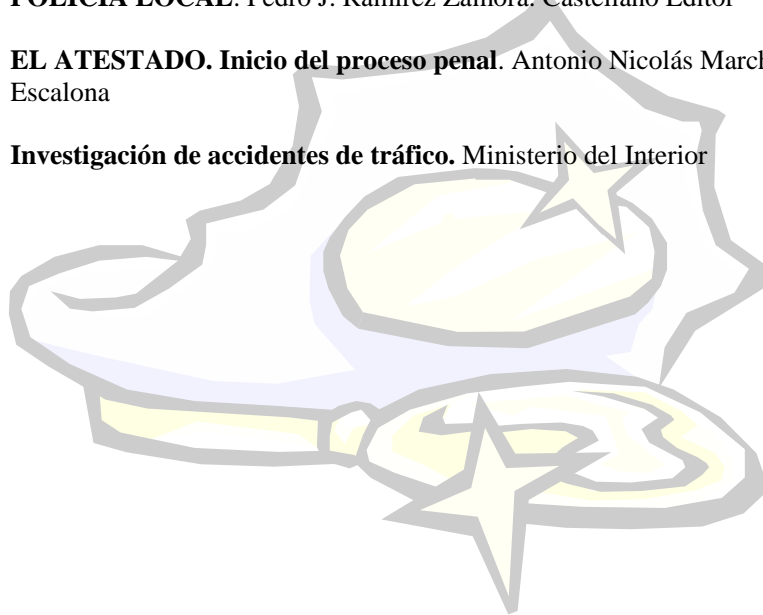 POLICÍA LOCAL. Pedro J. Ramírez Zamora. Castellano Editor
EL ATESTADO. Inicio del proceso penal. Antonio Nicolás March
Escalona
Investigación de accidentes de tráfico. Ministerio del Interior